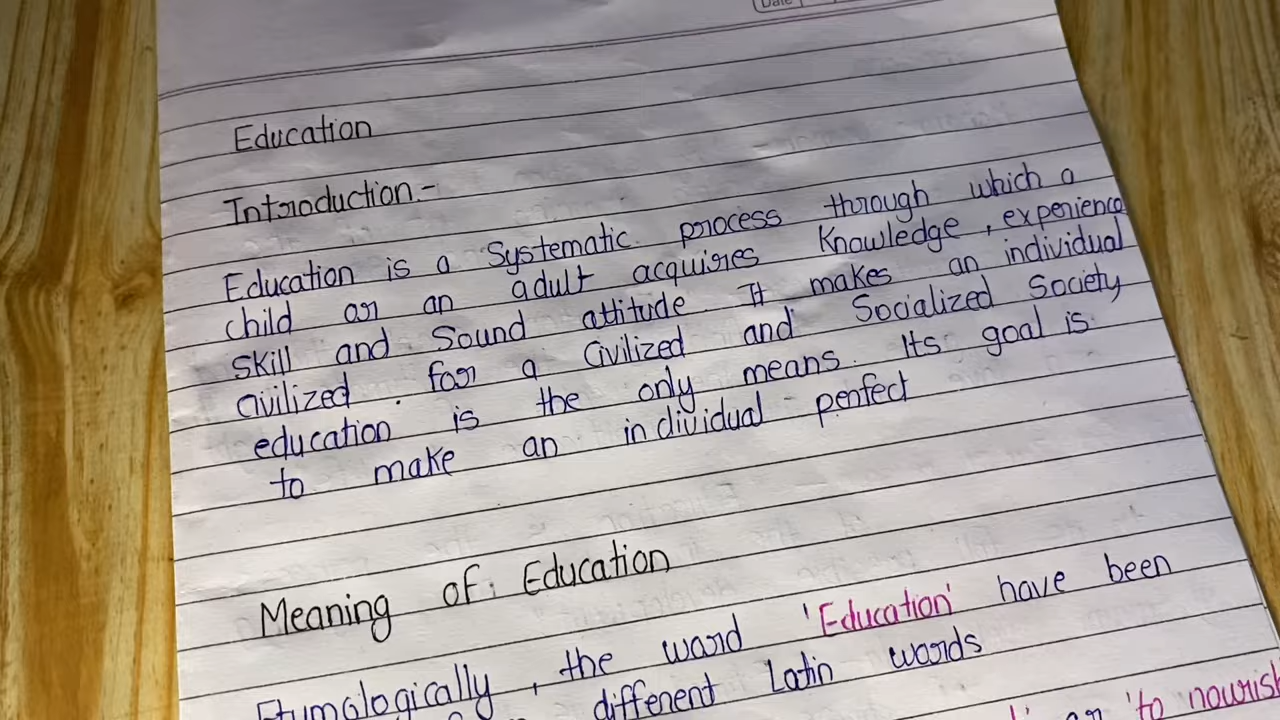 Date
Education
Introduction:-
Education is a Systematic process through which a
child or an adult acquires Knowledge, experience
skill and Sound attitude. It makes an individual
civilized. for a Civilized and Socialized Society
education is the only means. Its goal is
to make an individual perfect
Meaning of Education
Etymologically, the word 'Education' have been
different Latin words
or 'to nourish